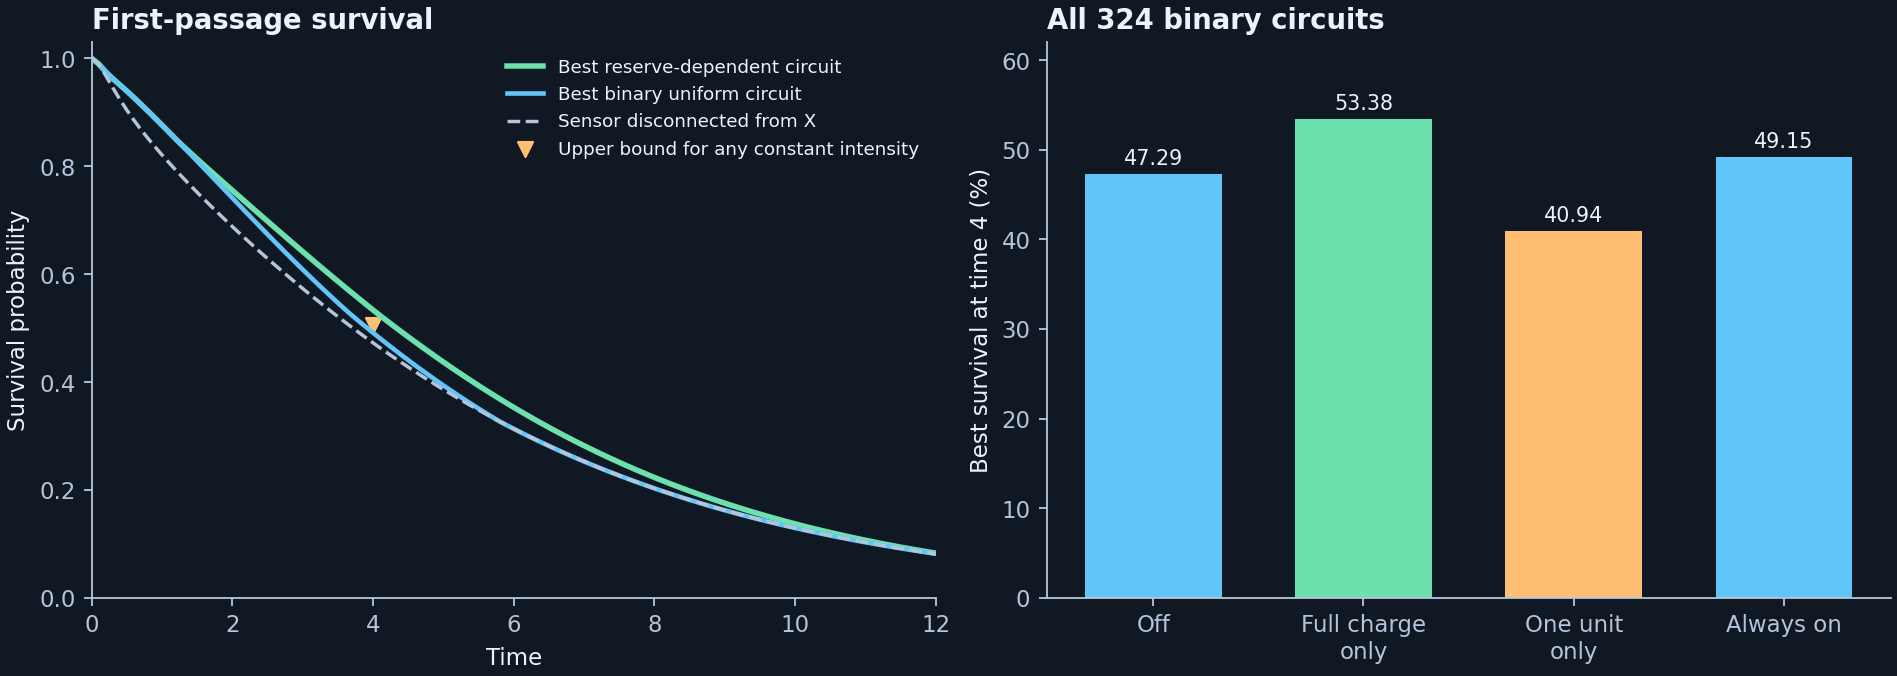 First-passage survival
1.0
0.8
0.6
0.4
0.2
0.0
Survival probability
Best reserve-dependent circuit
Best binary uniform circuit
Sensor disconnected from X
Upper bound for any constant intensity
0 2 4 6 8 10 12
Time
All 324 binary circuits
60
50
40
30
20
10
0
Best survival at time 4 (%)
47.29
53.38
40.94
49.15
Off
Full charge
only
One unit
only
Always on